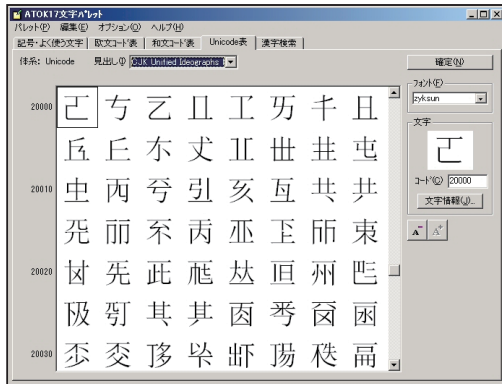 ATOK17文字パレット
パレット(P) 編集(E) オプション(O) ヘルプ(H)
記号・よく使う文字 欧文コード表 和文コード表 Unicode表 漢字検索
体系: Unicode 見出し(I) CJK Unified Ideographs
確定(N)
フォント(F)
zyksun
文字
𠀀
コード(C) 20000
文字情報(J)...
A A
20000 𠀀 𠀁 𠀂 𠀃 𠀄 𠀅 𠀆 𠀇
𠀈 𠀉 𠀊 𠀋 𠀌 𠀍 𠀎 𠀏
20010 𠀐 𠀑 𠀒 𠀓 𠀔 𠀕 𠀖 𠀗
𠀘 𠀙 𠀚 𠀛 𠀜 𠀝 𠀞 𠀟
20020 𠀠 𠀡 𠀢 𠀣 𠀤 𠀥 𠀦 𠀧
𠀨 𠀩 𠀪 𠀫 𠀬 𠀭 𠀮 𠀯
20030 𠀰 𠀱 𠀲 𠀳 𠀴 𠀵 𠀶 𠀷